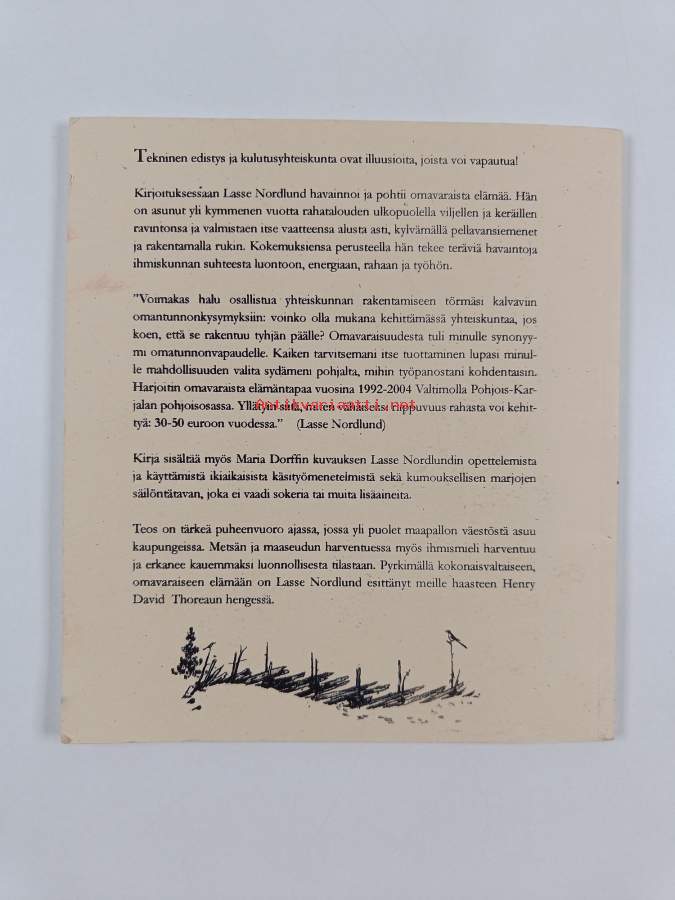 Tekninen edistys ja kulutusyhteiskunta ovat illuusioita, joista voi vapautua!
Kirjoituksessaan Lasse Nordlund havainnoi ja pohtii omavaraista elämää. Hän
on asunut yli kymmenen vuotta rahatalouden ulkopuolella viljellen ja keräillen
ravintonsa ja valmistaen itse vaatteensa alusta asti, kylvämällä pellavansiemenet
ja rakentamalla rukin. Kokemuksiensa perusteella hän tekee teräviä havaintoja
ihmiskunnan suhteesta luontoon, energiaan, rahaan ja työhön.
"Voimakas halu osallistua yhteiskunnan rakentamiseen törmäsi kalvaviin
omantunnonkysymyksiin: voinko olla mukana kehittämässä yhteiskuntaa, jos
koen, että se rakentuu tyhjän päälle? Omavaraisuudesta tuli minulle synonyy-
mi omatunnonvapaudelle. Kaiken tarvitsemani itse tuottaminen lupasi minul-
le mahdollisuuden valita sydämeni pohjalta, mihin työpanostani kohdentaisin.
Harjoitin omavaraista elämäntapaa vuosina 1992-2004 Valtimolla Pohjois-Kar-
jalan pohjoisosassa. Yllätyin siitä, miten vähäiseksi riippuvuus rahasta voi kehit-
Antikvariaatti.net
tyä: 30-50 euroon vuodessa." (Lasse Nordlund)
Kirja sisältää myös Maria Dorffin kuvauksen Lasse Nordlundin opettelemista
ja käyttämistä ikiaikaisista käsityömenetelmistä sekä kumouksellisen marjojen
säilöntätavan, joka ei vaadi sokeria tai muita lisäaineita.
Teos on tärkeä puheenvuoro ajassa, jossa yli puolet maapallon väestöstä asuu
kaupungeissa. Metsän ja maaseudun harventuessa myös ihmismieli harventuu
ja erkanee kauemmaksi luonnollisesta tilastaan. Pyrkimällä kokonaisvaltaiseen,
omavaraiseen elämään on Lasse Nordlund esittänyt meille haasteen Henry
David Thoreaun hengessä.